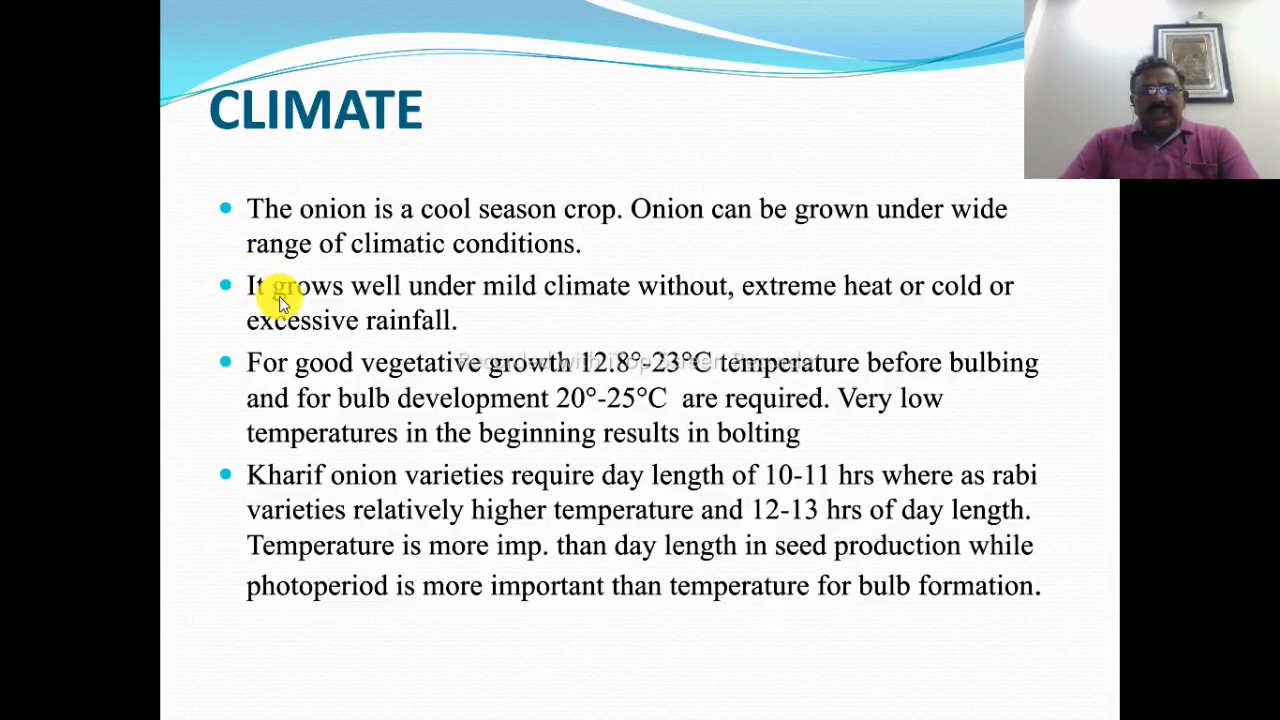 CLIMATE
The onion is a cool season crop. Onion can be grown under wide
range of climatic conditions.
It grows well under mild climate without, extreme heat or cold or
excessive rainfall.
For good vegetative growth 12.8°-23°C temperature before bulbing
and for bulb development 20°-25°C are required. Very low
temperatures in the beginning results in bolting
Kharif onion varieties require day length of 10-11 hrs where as rabi
varieties relatively higher temperature and 12-13 hrs of day length.
Temperature is more imp. than day length in seed production while
photoperiod is more important than temperature for bulb formation.